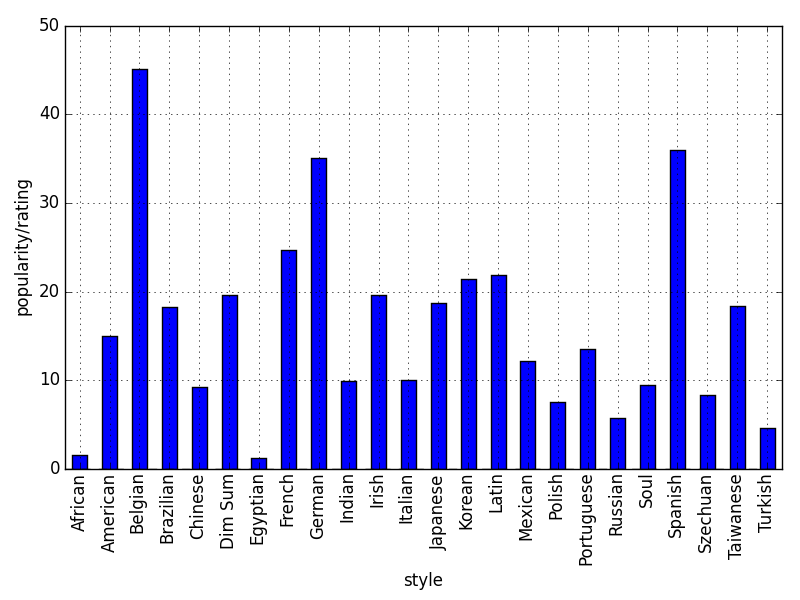 50
40
30
20
10
0
popularity/rating
African
American
Belgian
Brazilian
Chinese
Dim Sum
Egyptian
French
German
Indian
Irish
Italian
Japanese
Korean
Latin
Mexican
Polish
Portuguese
Russian
Soul
Spanish
Szechuan
Taiwanese
Turkish
style